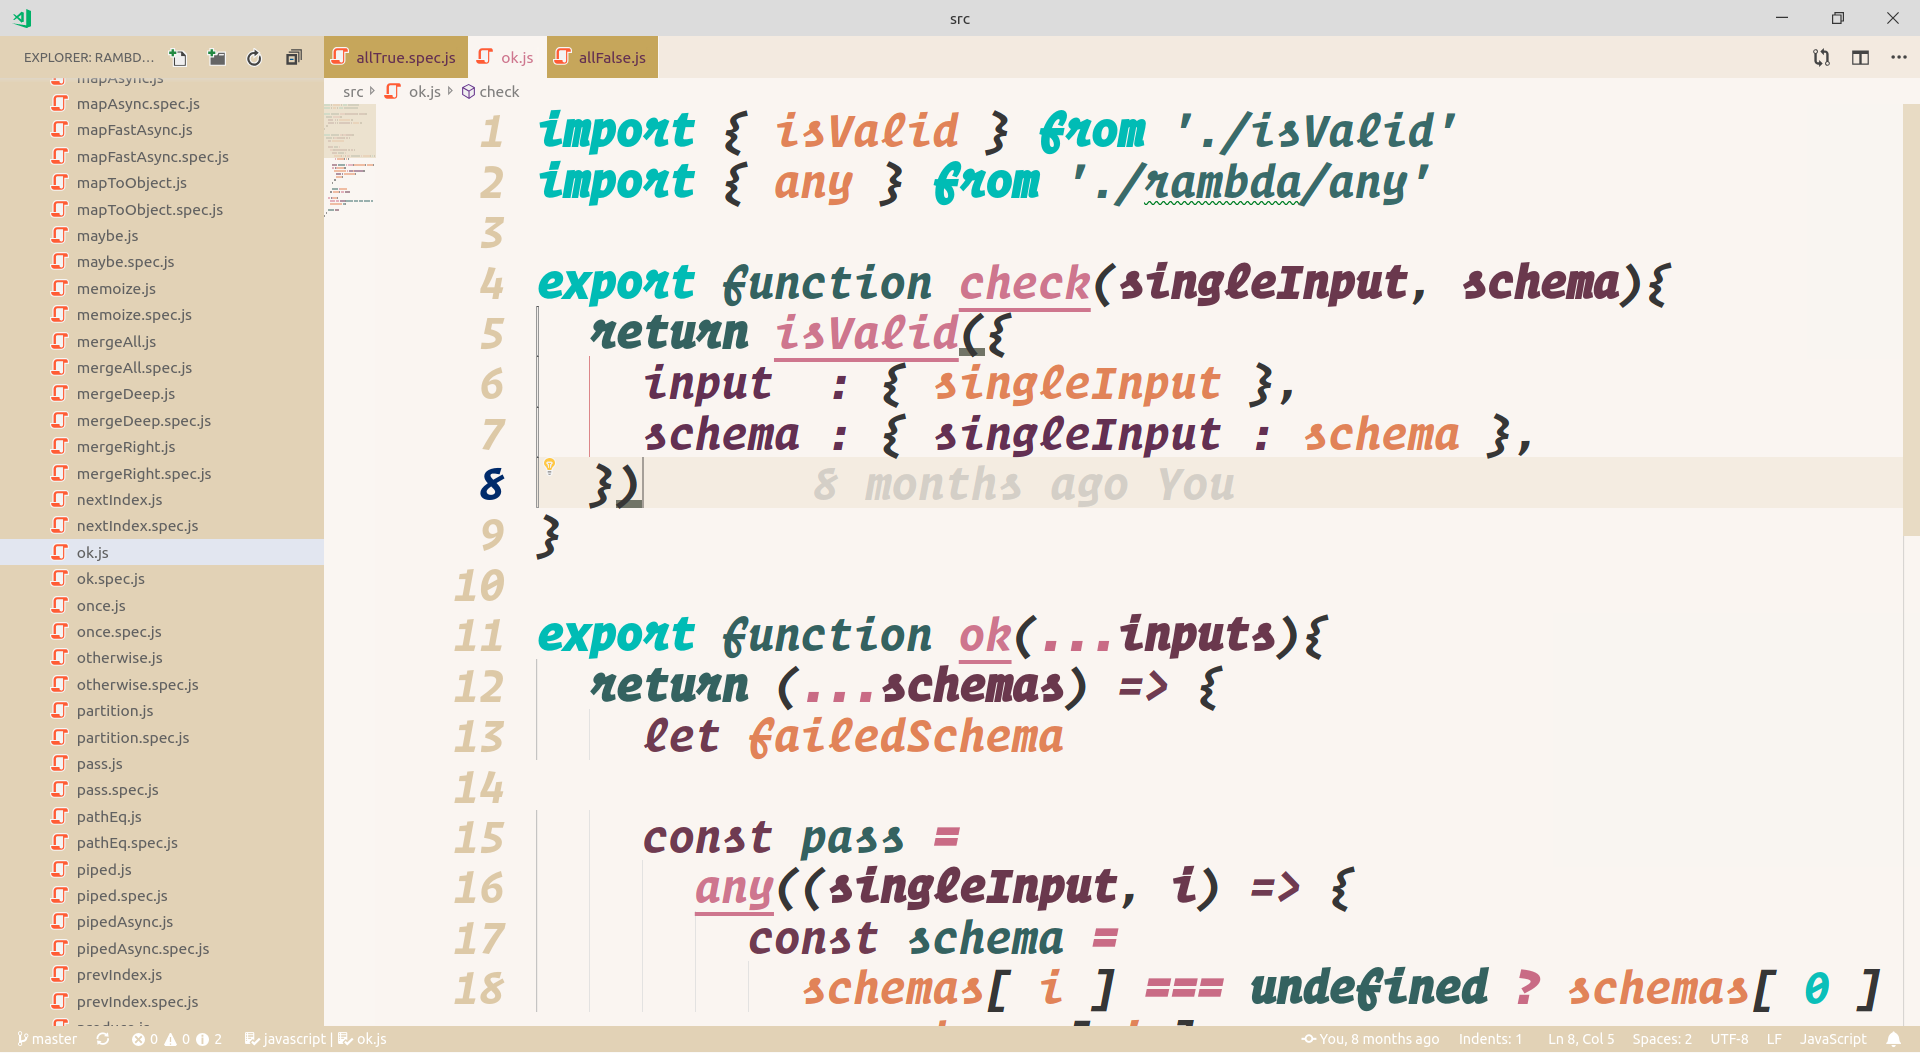 src
EXPLORER: RAMBD...
allTrue.spec.js
ok.js
allFalse.js
src ok.js check
mapAsync.js
mapAsync.spec.js
mapFastAsync.js
mapFastAsync.spec.js
mapToObject.js
mapToObject.spec.js
maybe.js
maybe.spec.js
memoize.js
memoize.spec.js
mergeAll.js
mergeAll.spec.js
mergeDeep.js
mergeDeep.spec.js
mergeRight.js
mergeRight.spec.js
nextIndex.js
nextIndex.spec.js
ok.js
ok.spec.js
once.js
once.spec.js
otherwise.js
otherwise.spec.js
partition.js
partition.spec.js
pass.js
pass.spec.js
pathEq.js
pathEq.spec.js
piped.js
piped.spec.js
pipedAsync.js
pipedAsync.spec.js
prevIndex.js
prevIndex.spec.js
1 import { isValid } from './isValid'
2 import { any } from './rambda/any'
3
4 export function check(singleInput, schema){
5 return isValid({
6 input : { singleInput },
7 schema : { singleInput : schema },
8 }) 8 months ago You
9 }
10
11 export function ok(...inputs){
12 return (...schemas) => {
13 let failedSchema
14
15 const pass =
16 any((singleInput, i) => {
17 const schema =
18 schemas[ i ] === undefined ? schemas[ 0 ]
master 0 0 2 javascript | ok.js You, 8 months ago Indents: 1 Ln 8, Col 5 Spaces: 2 UTF-8 LF JavaScript